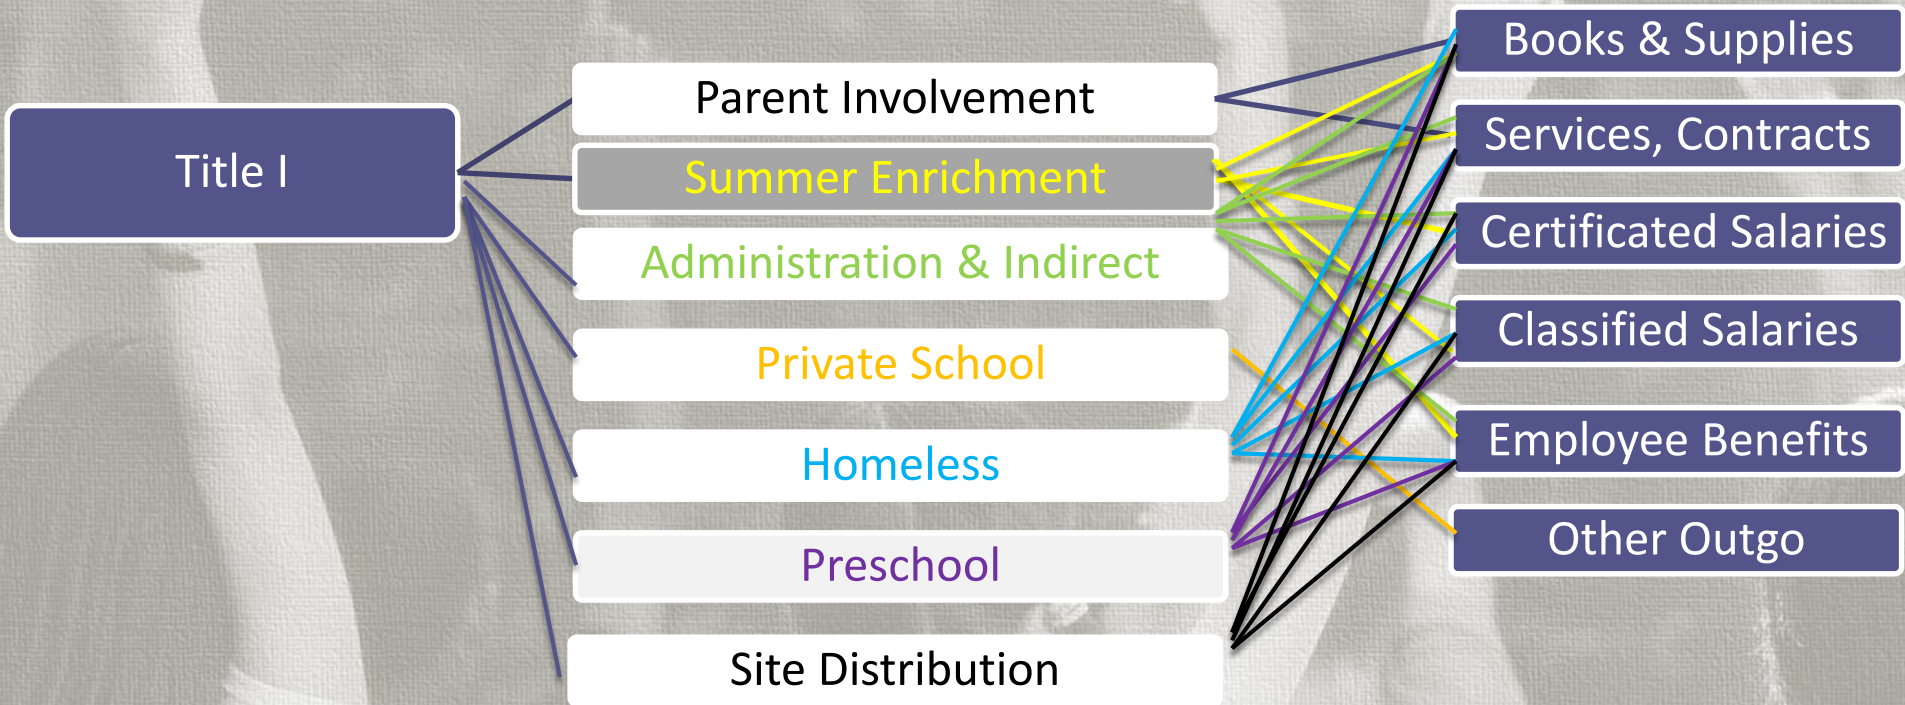 Title I
Parent Involvement
Summer Enrichment
Administration & Indirect
Private School
Homeless
Preschool
Site Distribution
Books & Supplies
Services, Contracts
Certificated Salaries
Classified Salaries
Employee Benefits
Other Outgo